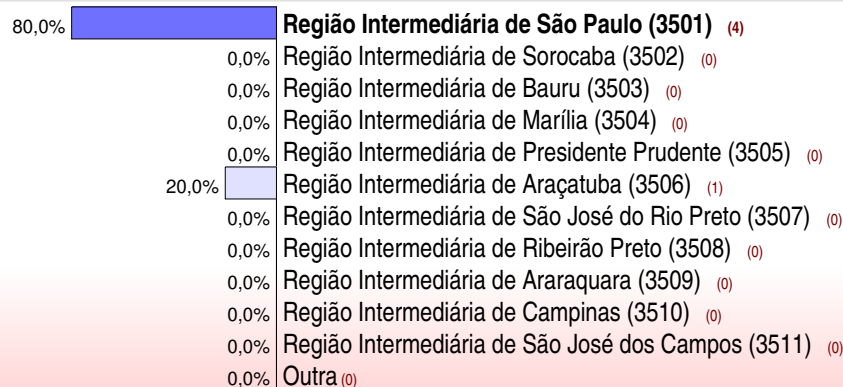 80,0% Região Intermediária de São Paulo (3501) (4)
0,0% Região Intermediária de Sorocaba (3502) (0)
0,0% Região Intermediária de Bauru (3503) (0)
0,0% Região Intermediária de Marília (3504) (0)
0,0% Região Intermediária de Presidente Prudente (3505) (0)
20,0% Região Intermediária de Araçatuba (3506) (1)
0,0% Região Intermediária de São José do Rio Preto (3507) (0)
0,0% Região Intermediária de Ribeirão Preto (3508) (0)
0,0% Região Intermediária de Araraquara (3509) (0)
0,0% Região Intermediária de Campinas (3510) (0)
0,0% Região Intermediária de São José dos Campos (3511) (0)
0,0% Outra (0)